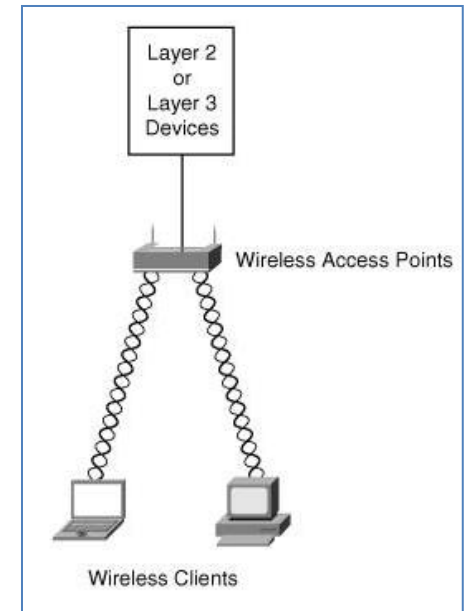 Layer 2
or
Layer 3
Devices
Wireless Access Points
Wireless Clients